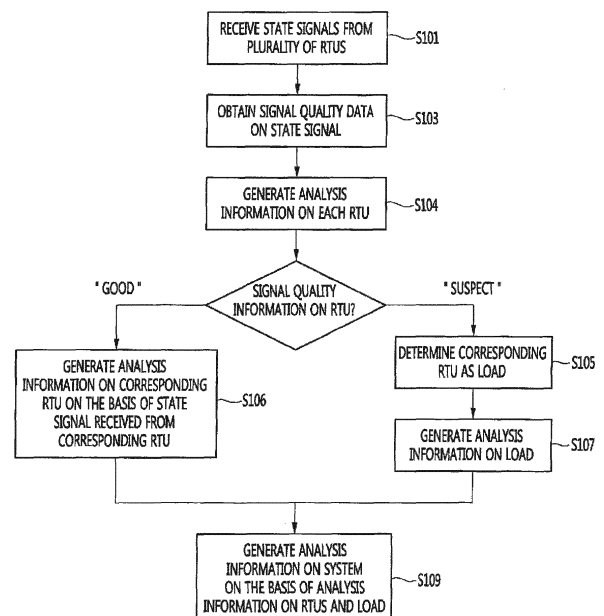 RECEIVE STATE SIGNALS FROM
PLURALITY OF RTUS
S101
OBTAIN SIGNAL QUALITY DATA
ON STATE SIGNAL
S103
GENERATE ANALYSIS
INFORMATION ON EACH RTU
S104
" GOOD "
SIGNAL QUALITY
INFORMATION ON RTU?
" SUSPECT "
GENERATE ANALYSIS
INFORMATION ON CORRESPONDING
RTU ON THE BASIS OF STATE
SIGNAL RECEIVED FROM
CORRESPONDING RTU
S106
DETERMINE CORRESPONDING
RTU AS LOAD
S105
GENERATE ANALYSIS
INFORMATION ON LOAD
S107
GENERATE ANALYSIS
INFORMATION ON SYSTEM
ON THE BASIS OF ANALYSIS
INFORMATION ON RTUS AND LOAD
S109